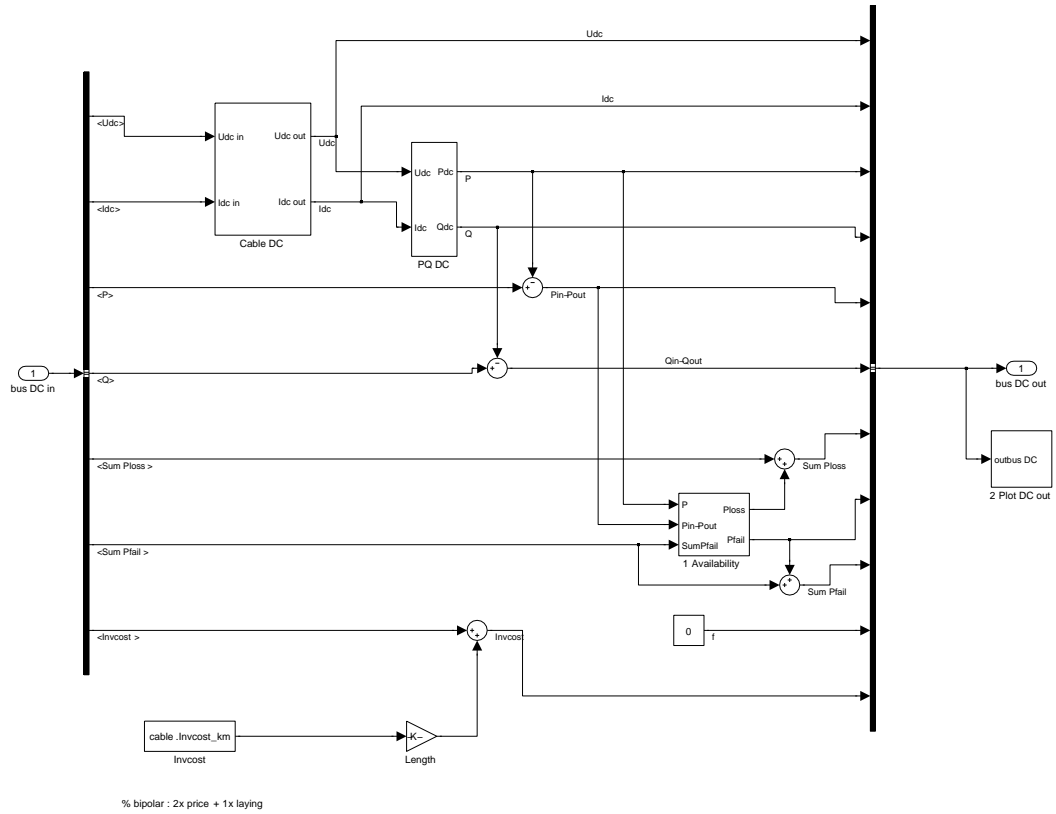 Udc
Idc
<Udc>
Udc in
Udc out
Udc
Udc
Pdc
P
<Idc>
Idc in
Idc out
Idc
Idc
Qdc
Q
Cable DC
PQ DC
<P>
+
−
Pin-Pout
1
bus DC in
<Q>
+
−
Qin-Qout
1
bus DC out
outbus DC
2 Plot DC out
<Sum Ploss >
+
+
Sum Ploss
P
Ploss
Pin-Pout
SumPfail
Pfail
1 Availability
<Sum Pfail >
+
+
Sum Pfail
<Invcost >
+
+
Invcost
0
f
cable .Invcost_km
Invcost
-K-
Length
% bipolar : 2x price + 1x laying